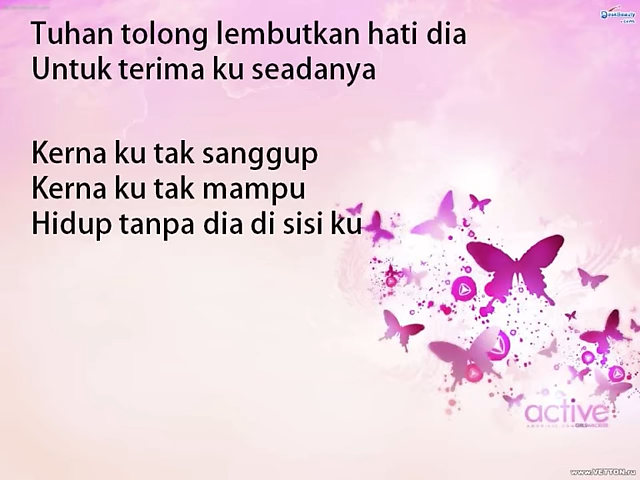 Tuhan tolong lembutkan hati dia
Untuk terima ku seadanya
Kerna ku tak sanggup
Kerna ku tak mampu
Hidup tanpa dia di sisi ku
active
www.VETTON.ru